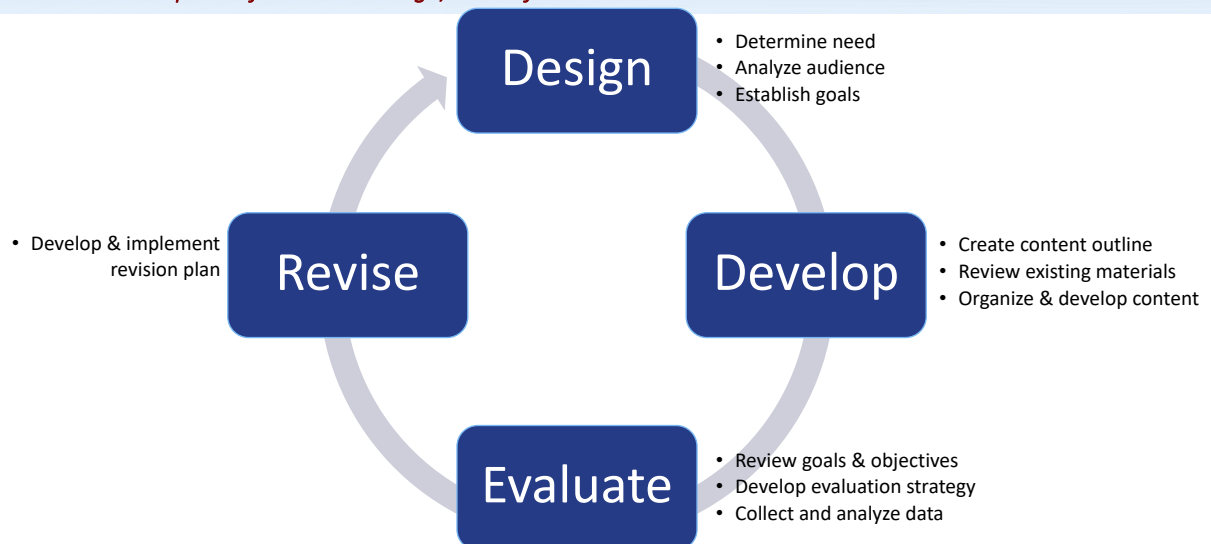 Design
• Determine need
• Analyze audience
• Establish goals
• Develop & implement
revision plan
Revise
Develop
• Create content outline
• Review existing materials
• Organize & develop content
Evaluate
• Review goals & objectives
• Develop evaluation strategy
• Collect and analyze data